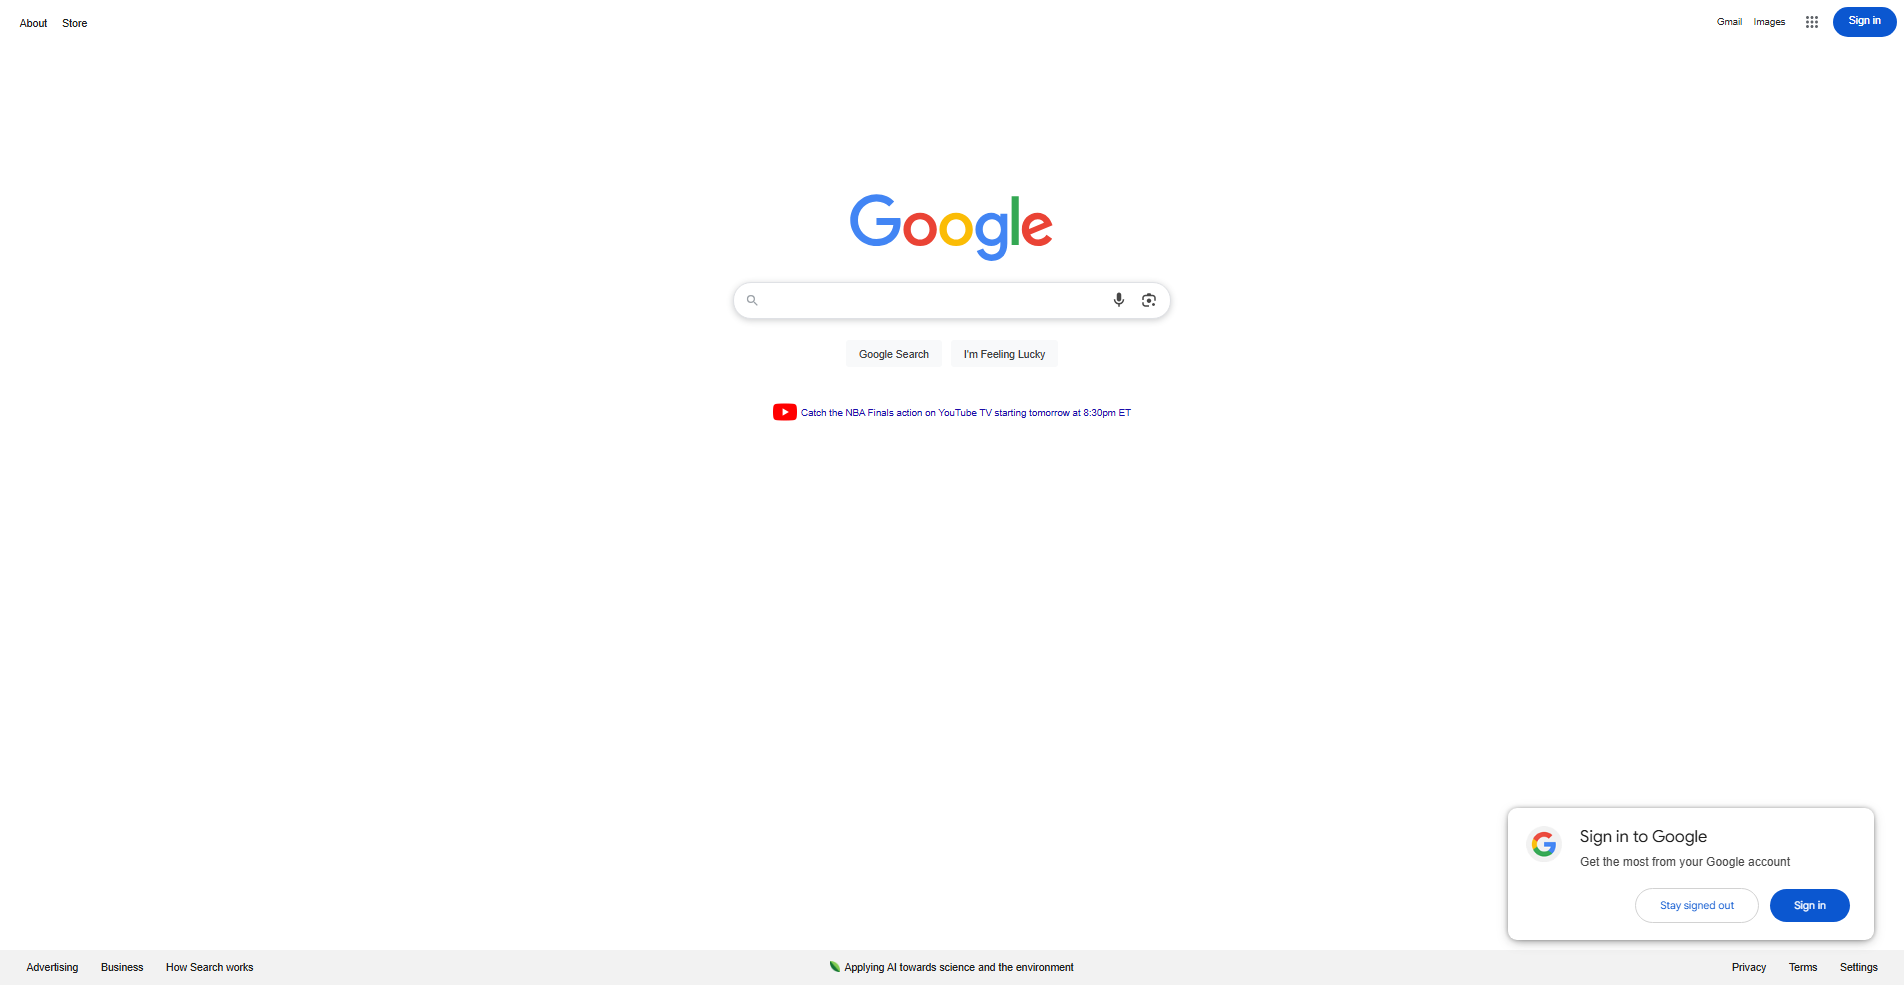 About Store
Gmail Images Sign in
Google
Google Search I'm Feeling Lucky
Catch the NBA Finals action on YouTube TV starting tomorrow at 8:30pm ET
Sign in to Google
Get the most from your Google account
Stay signed out Sign in
Advertising Business How Search works Applying AI towards science and the environment Privacy Terms Settings